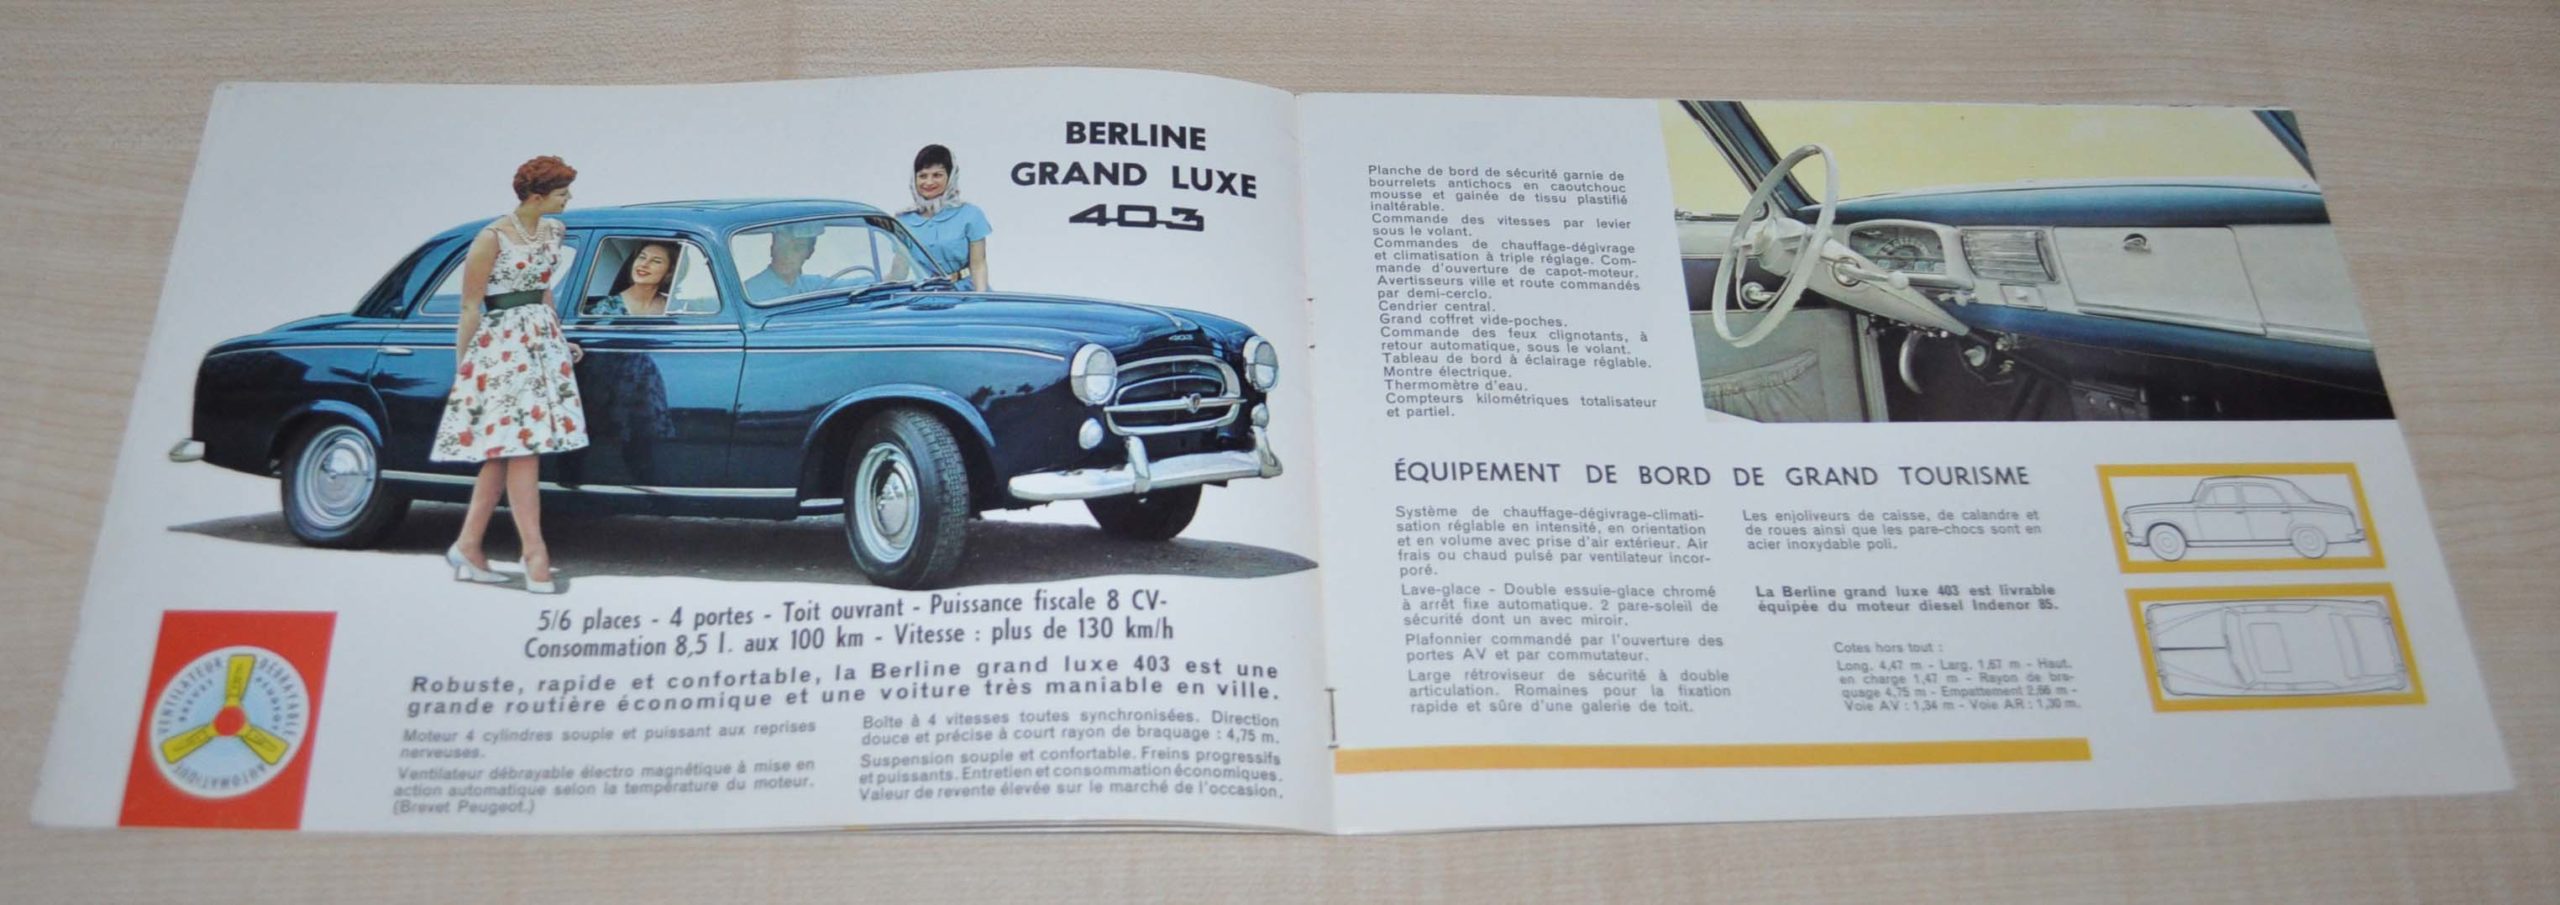 BERLINE
GRAND LUXE
403
403
5/6 places - 4 portes - Toit ouvrant - Puissance fiscale 8 CV-
Consommation 8,5 l. aux 100 km - Vitesse : plus de 130 km/h
Robuste, rapide et confortable, la Berline grand luxe 403 est une
grande routière économique et une voiture très maniable en ville.
Moteur 4 cylindres souple et puissant aux reprises
nerveuses.
Ventilateur débrayable électro magnétique à mise en
action automatique selon la température du moteur.
(Brevet Peugeot.)
Boîte à 4 vitesses toutes synchronisées. Direction
douce et précise à court rayon de braquage : 4,75 m.
Suspension souple et confortable. Freins progressifs
et puissants. Entretien et consommation économiques.
Valeur de revente élevée sur le marché de l'occasion.
VENTILATEUR DÉBRAYABLE
AUTOMATIQUE
BREVET PEUGEOT
Planche de bord de sécurité garnie de
bourrelets antichocs en caoutchouc
mousse et gainée de tissu plastifié
inaltérable.
Commande des vitesses par levier
sous le volant.
Commandes de chauffage-dégivrage
et climatisation à triple réglage. Com-
mande d'ouverture de capot-moteur.
Avertisseurs ville et route commandés
par demi-cerclo.
Cendrier central.
Grand coffret vide-poches.
Commande des feux clignotants, à
retour automatique, sous le volant.
Tableau de bord à éclairage réglable.
Montre électrique.
Thermomètre d'eau.
Compteurs kilométriques totalisateur
et partiel.
ÉQUIPEMENT DE BORD DE GRAND TOURISME
Système de chauffage-dégivrage-climati-
sation réglable en intensité, en orientation
et en volume avec prise d'air extérieur. Air
frais ou chaud pulsé par ventilateur incor-
poré.
Lave-glace - Double essuie-glace chromé
à arrêt fixe automatique. 2 pare-soleil de
sécurité dont un avec miroir.
Plafonnier commandé par l'ouverture des
portes AV et par commutateur.
Large rétroviseur de sécurité à double
articulation. Romaines pour la fixation
rapide et sûre d'une galerie de toit.
Les enjoliveurs de caisse, de calandre et
de roues ainsi que les pare-chocs sont en
acier inoxydable poli.
La Berline grand luxe 403 est livrable
équipée du moteur diesel Indenor 85.
Cotes hors tout :
Long. 4,47 m - Larg. 1,67 m - Haut.
en charge 1,47 m - Rayon de bra-
quage 4,75 m - Empattement 2,66 m -
Voie AV : 1,34 m - Voie AR : 1,30 m.